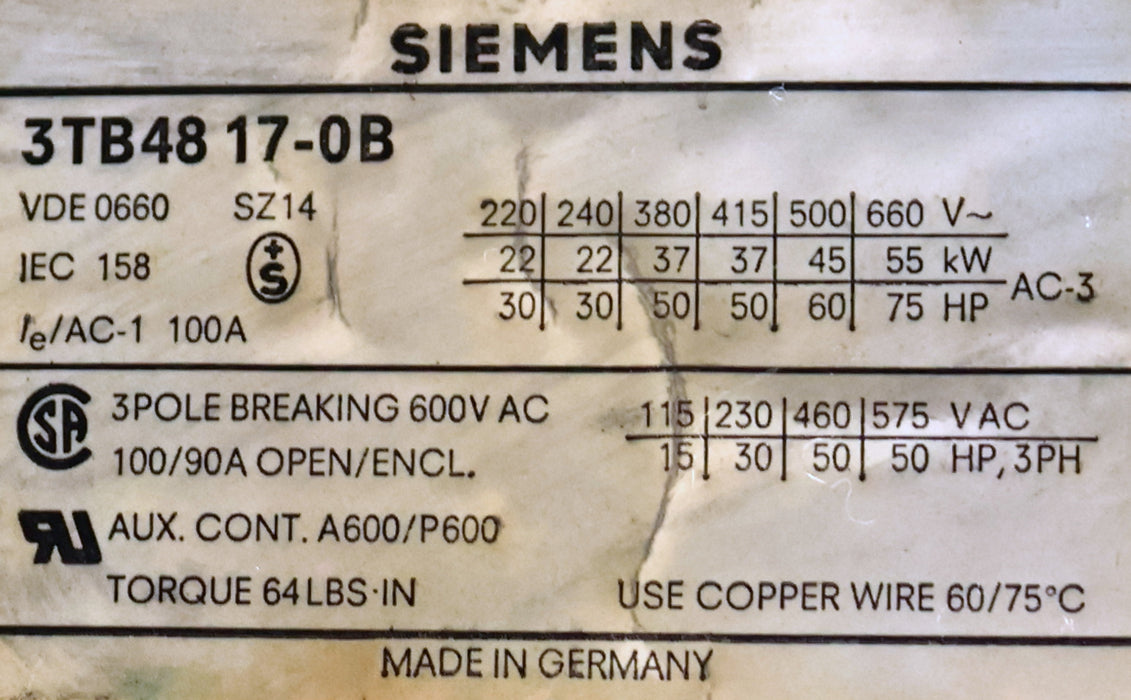 SIEMENS
3TB48 17-0B
VDE 0660 SZ14
IEC 158
+S
Ie/AC-1 100A
220 240 380 415 500 660 V~
22 22 37 37 45 55 kW
30 30 50 50 60 75 HP
AC-3
SA
3POLE BREAKING 600V AC
100/90A OPEN/ENCL.
115 230 460 575 V AC
15 30 50 50 HP, 3PH
RU AUX. CONT. A600/P600
TORQUE 64 LBS·IN
USE COPPER WIRE 60/75°C
MADE IN GERMANY